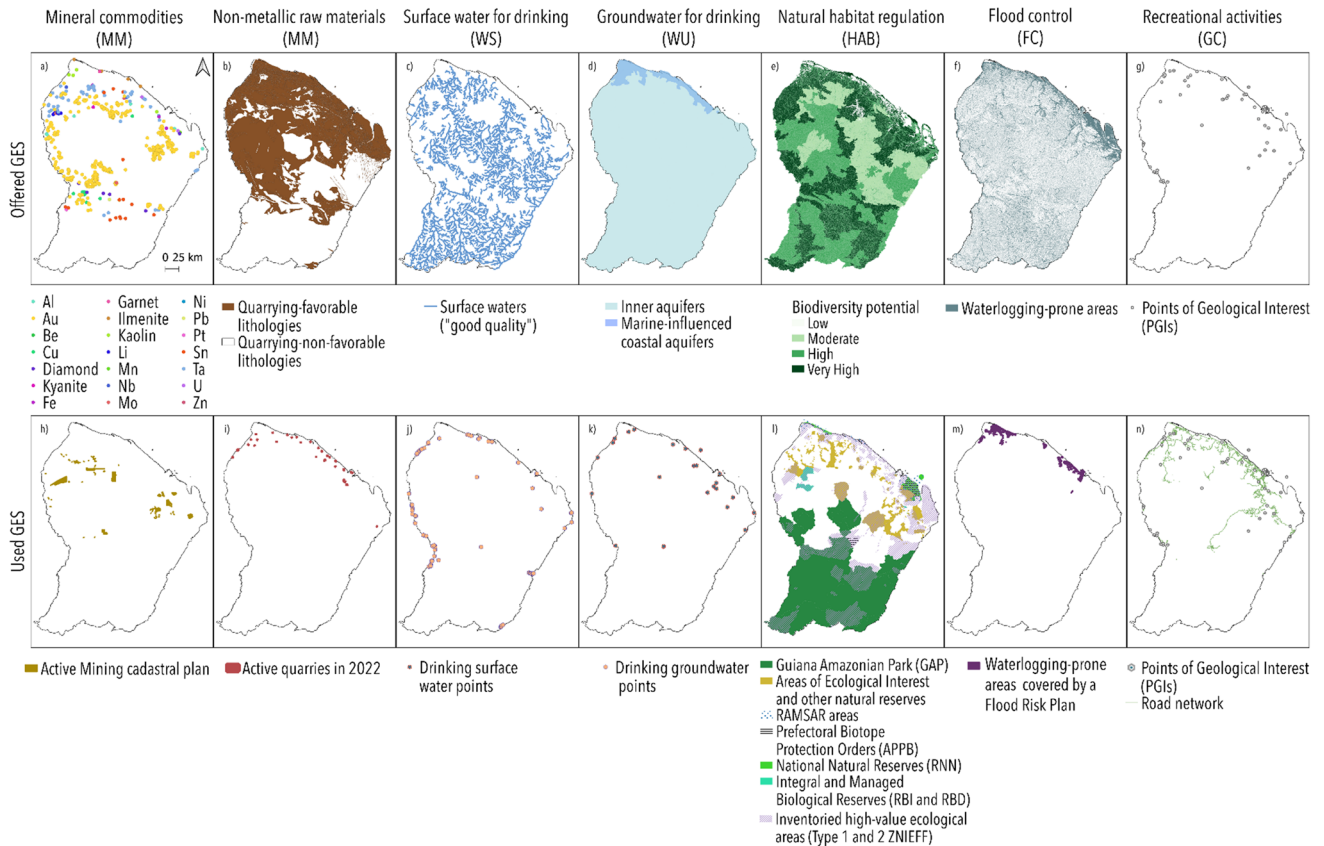 Mineral commodities
(MM)
Non-metallic raw materials
(MM)
Surface water for drinking
(WS)
Groundwater for drinking
(WU)
Natural habitat regulation
(HAB)
Flood control
(FC)
Recreational activities
(GC)
Offered GES
a)
b)
c)
d)
e)
f)
g)
0 25 km
Al
Au
Be
Cu
Diamond
Kyanite
Fe
Garnet
Ilmenite
Kaolin
Li
Mn
Nb
Mo
Ni
Pb
Pt
Sn
Ta
U
Zn
Quarrying-favorable
lithologies
Quarrying-non-favorable
lithologies
Surface waters
("good quality")
Inner aquifers
Marine-influenced
coastal aquifers
Biodiversity potential
Low
Moderate
High
Very High
Waterlogging-prone areas
Points of Geological Interest
(PGIs)
Used GES
h)
i)
j)
k)
l)
m)
n)
Active Mining cadastral plan
Active quarries in 2022
Drinking surface
water points
Drinking groundwater
points
Guiana Amazonian Park (GAP)
Areas of Ecological Interest
and other natural reserves
RAMSAR areas
Prefectoral Biotope
Protection Orders (APPB)
National Natural Reserves (RNN)
Integral and Managed
Biological Reserves (RBI and RBD)
Inventoried high-value ecological
areas (Type 1 and 2 ZNIEFF)
Waterlogging-prone
areas covered by a
Flood Risk Plan
Points of Geological Interest
(PGIs)
Road network